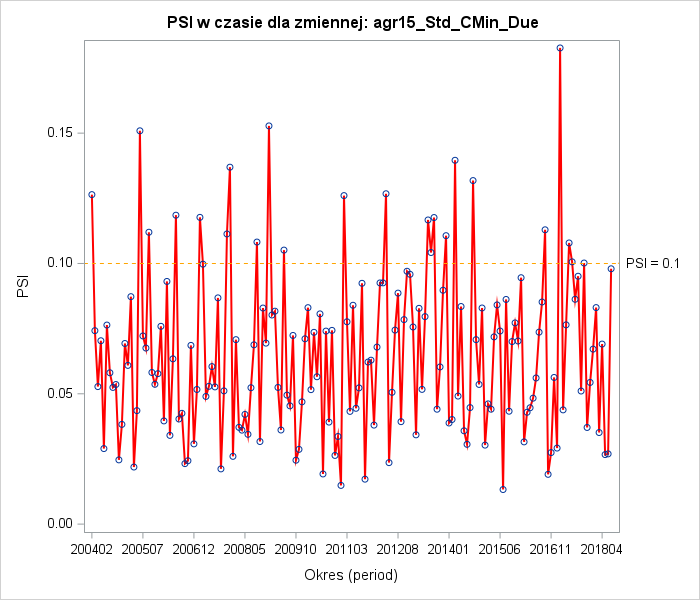 PSI w czasie dla zmiennej: agr15_Std_CMin_Due
0.15
0.10
0.05
0.00
PSI
PSI = 0.1
200402 200507 200612 200805 200910 201103 201208 201401 201506 201611 201804
Okres (period)